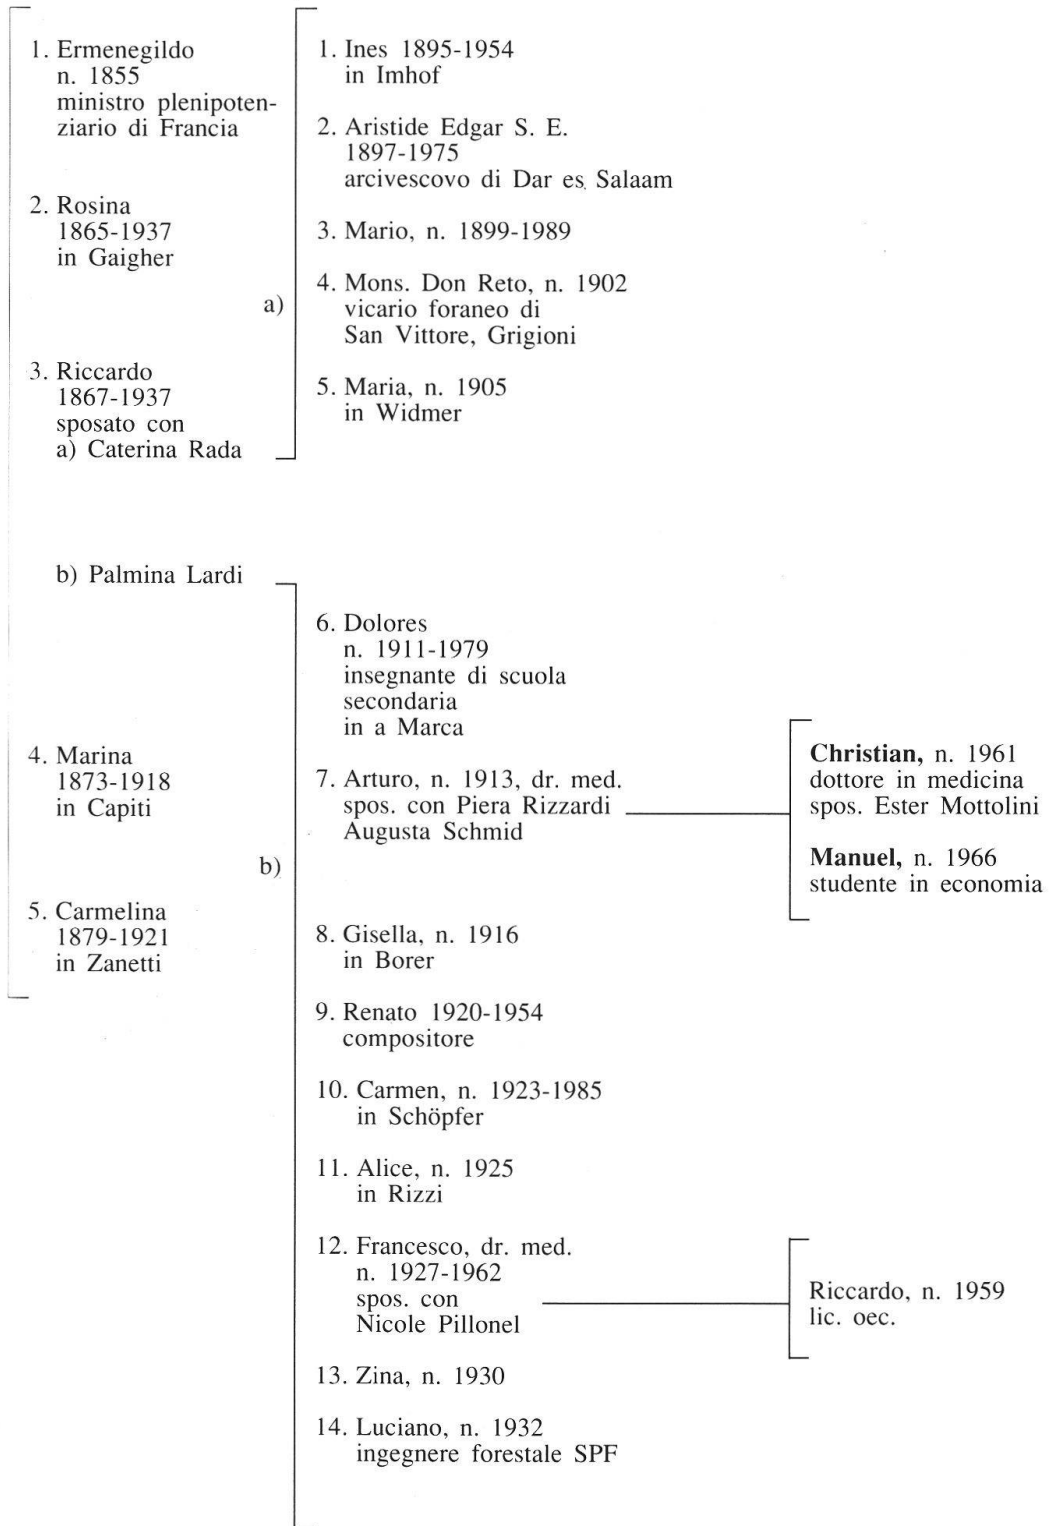 1. Ermenegildo
n. 1855
ministro plenipoten-
ziario di Francia
2. Rosina
1865-1937
in Gaigher
3. Riccardo
1867-1937
sposato con
a) Caterina Rada
a)
1. Ines 1895-1954
in Imhof
2. Aristide Edgar S. E.
1897-1975
arcivescovo di Dar es Salaam
3. Mario, n. 1899-1989
4. Mons. Don Reto, n. 1902
vicario foraneo di
San Vittore, Grigioni
5. Maria, n. 1905
in Widmer
b) Palmina Lardi
4. Marina
1873-1918
in Capiti
5. Carmelina
1879-1921
in Zanetti
b)
6. Dolores
n. 1911-1979
insegnante di scuola
secondaria
in a Marca
7. Arturo, n. 1913, dr. med.
spos. con Piera Rizzardi
Augusta Schmid
Christian, n. 1961
dottore in medicina
spos. Ester Mottolini
Manuel, n. 1966
studente in economia
8. Gisella, n. 1916
in Borer
9. Renato 1920-1954
compositore
10. Carmen, n. 1923-1985
in Schöpfer
11. Alice, n. 1925
in Rizzi
12. Francesco, dr. med.
n. 1927-1962
spos. con
Nicole Pillonel
Riccardo, n. 1959
lic. oec.
13. Zina, n. 1930
14. Luciano, n. 1932
ingegnere forestale SPF